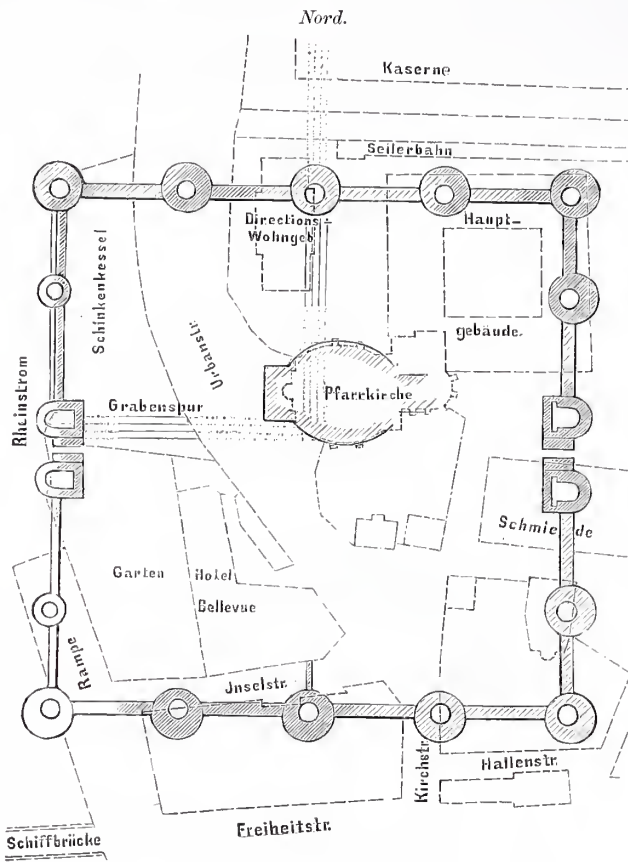 Nord.
Kaserne
Seilerbahn
Directions-
Wohngeb.
Haupt-
gebäude.
Schinkenkessel
Urbanstr.
Rheinstrom
Pfarrkirche
Grabenspur
Schmiede
Garten
Hotel
Bellevue
Rampe
Jnselstr.
Kirchstr.
Hallenstr.
Freiheitstr.
Schiffbrücke